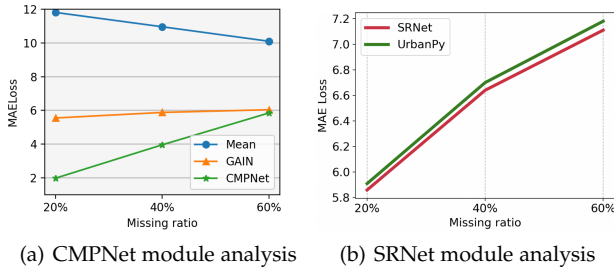 12
10
8
6
4
2
MAELoss
Mean
GAIN
CMPNet
20%
40%
60%
Missing ratio
(a) CMPNet module analysis
7.2
7.0
6.8
6.6
6.4
6.2
6.0
5.8
MAE Loss
SRNet
UrbanPy
20%
40%
60%
Missing ratio
(b) SRNet module analysis